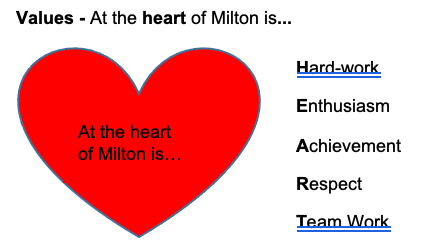 Values - At the heart of Milton is...
At the heart
of Milton is...
Hard-work
Enthusiasm
Achievement
Respect
Team Work